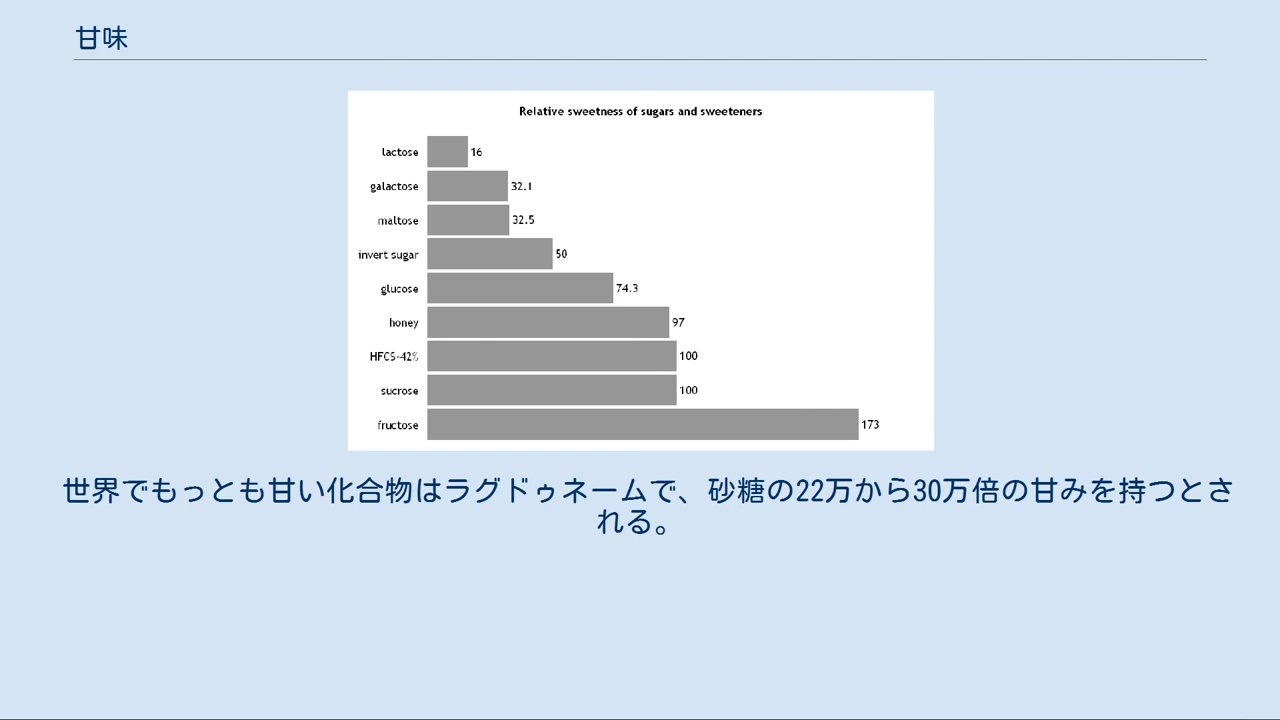 甘味
Relative sweetness of sugars and sweeteners
lactose 16
galactose 32.1
maltose 32.5
invert sugar 50
glucose 74.3
honey 97
HFCS-42% 100
sucrose 100
fructose 173
世界でもっとも甘い化合物はラグドゥネームで、砂糖の22万から30万倍の甘みを持つとさ
れる。